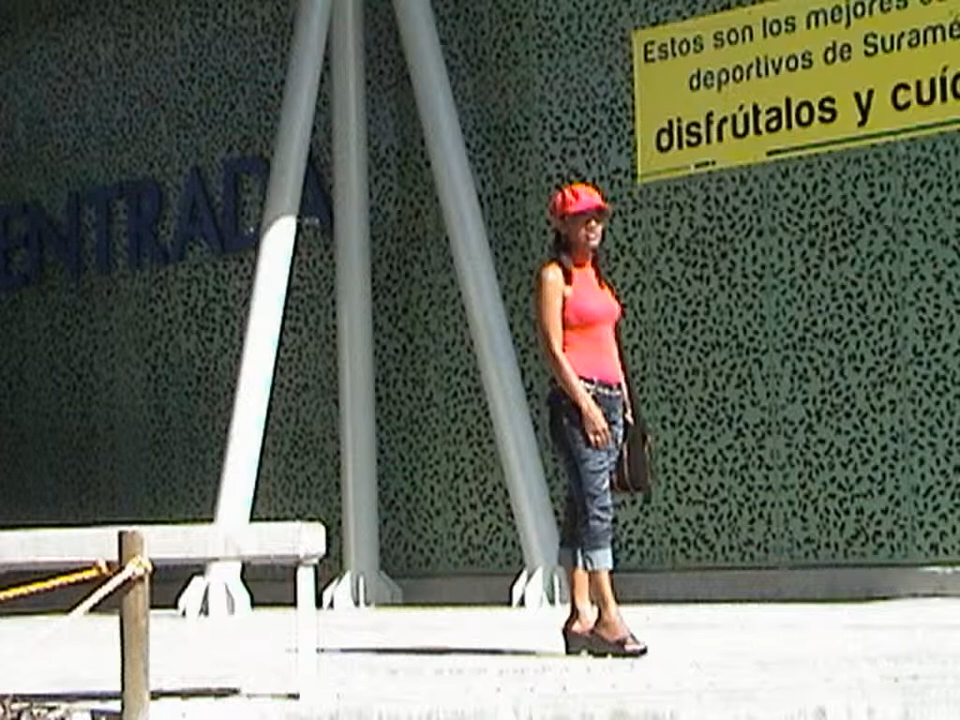 Estos son los mejores
deportivos de Suramé
disfrútalos y cuíd
ENTRADA